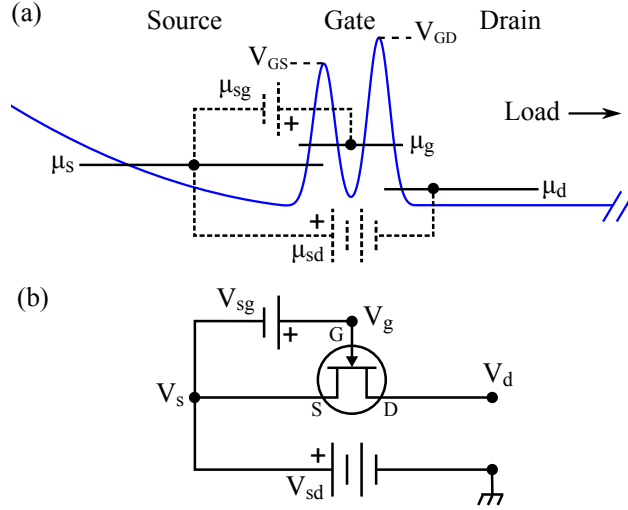 (a)
Source Gate Drain
V_GS
V_GD
μ_sg
+
Load
μ_s
μ_g
μ_d
+
μ_sd
(b)
V_sg
+
V_g
G
V_s
V_d
S D
+
V_sd